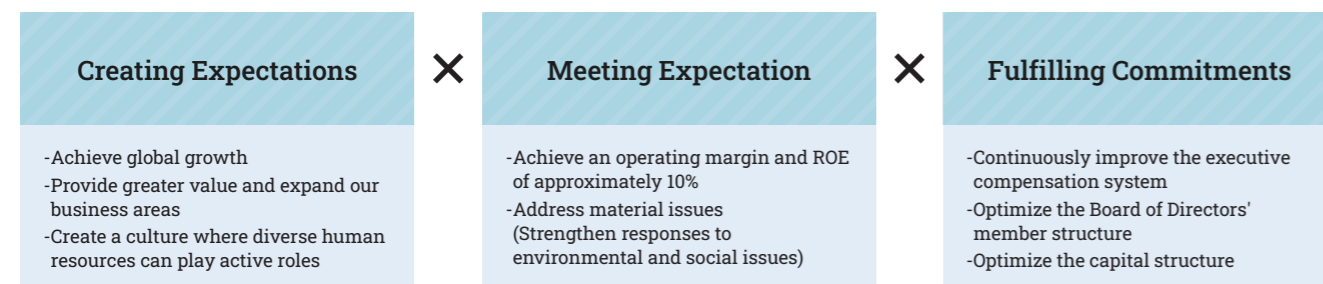 Creating Expectations
-Achieve global growth
-Provide greater value and expand our
business areas
-Create a culture where diverse human
resources can play active roles
×
Meeting Expectation
-Achieve an operating margin and ROE
of approximately 10%
-Address material issues
(Strengthen responses to
environmental and social issues)
×
Fulfilling Commitments
-Continuously improve the executive
compensation system
-Optimize the Board of Directors'
member structure
-Optimize the capital structure